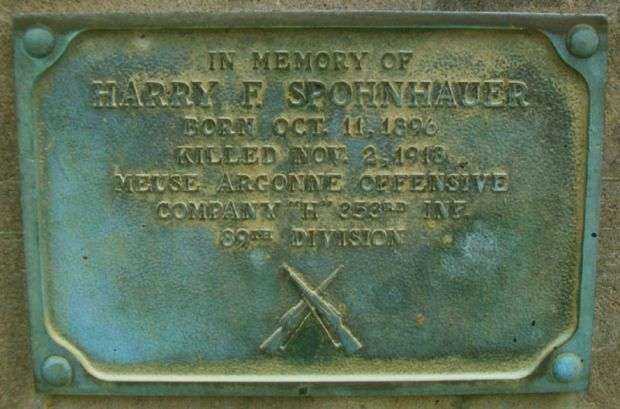 IN MEMORY OF
HARRY F. SPOHNHAUER
BORN OCT. 11, 1896
KILLED NOV. 2, 1918
MEUSE ARGONNE OFFENSIVE
COMPANY "H" 353RD INF.
89TH DIVISION